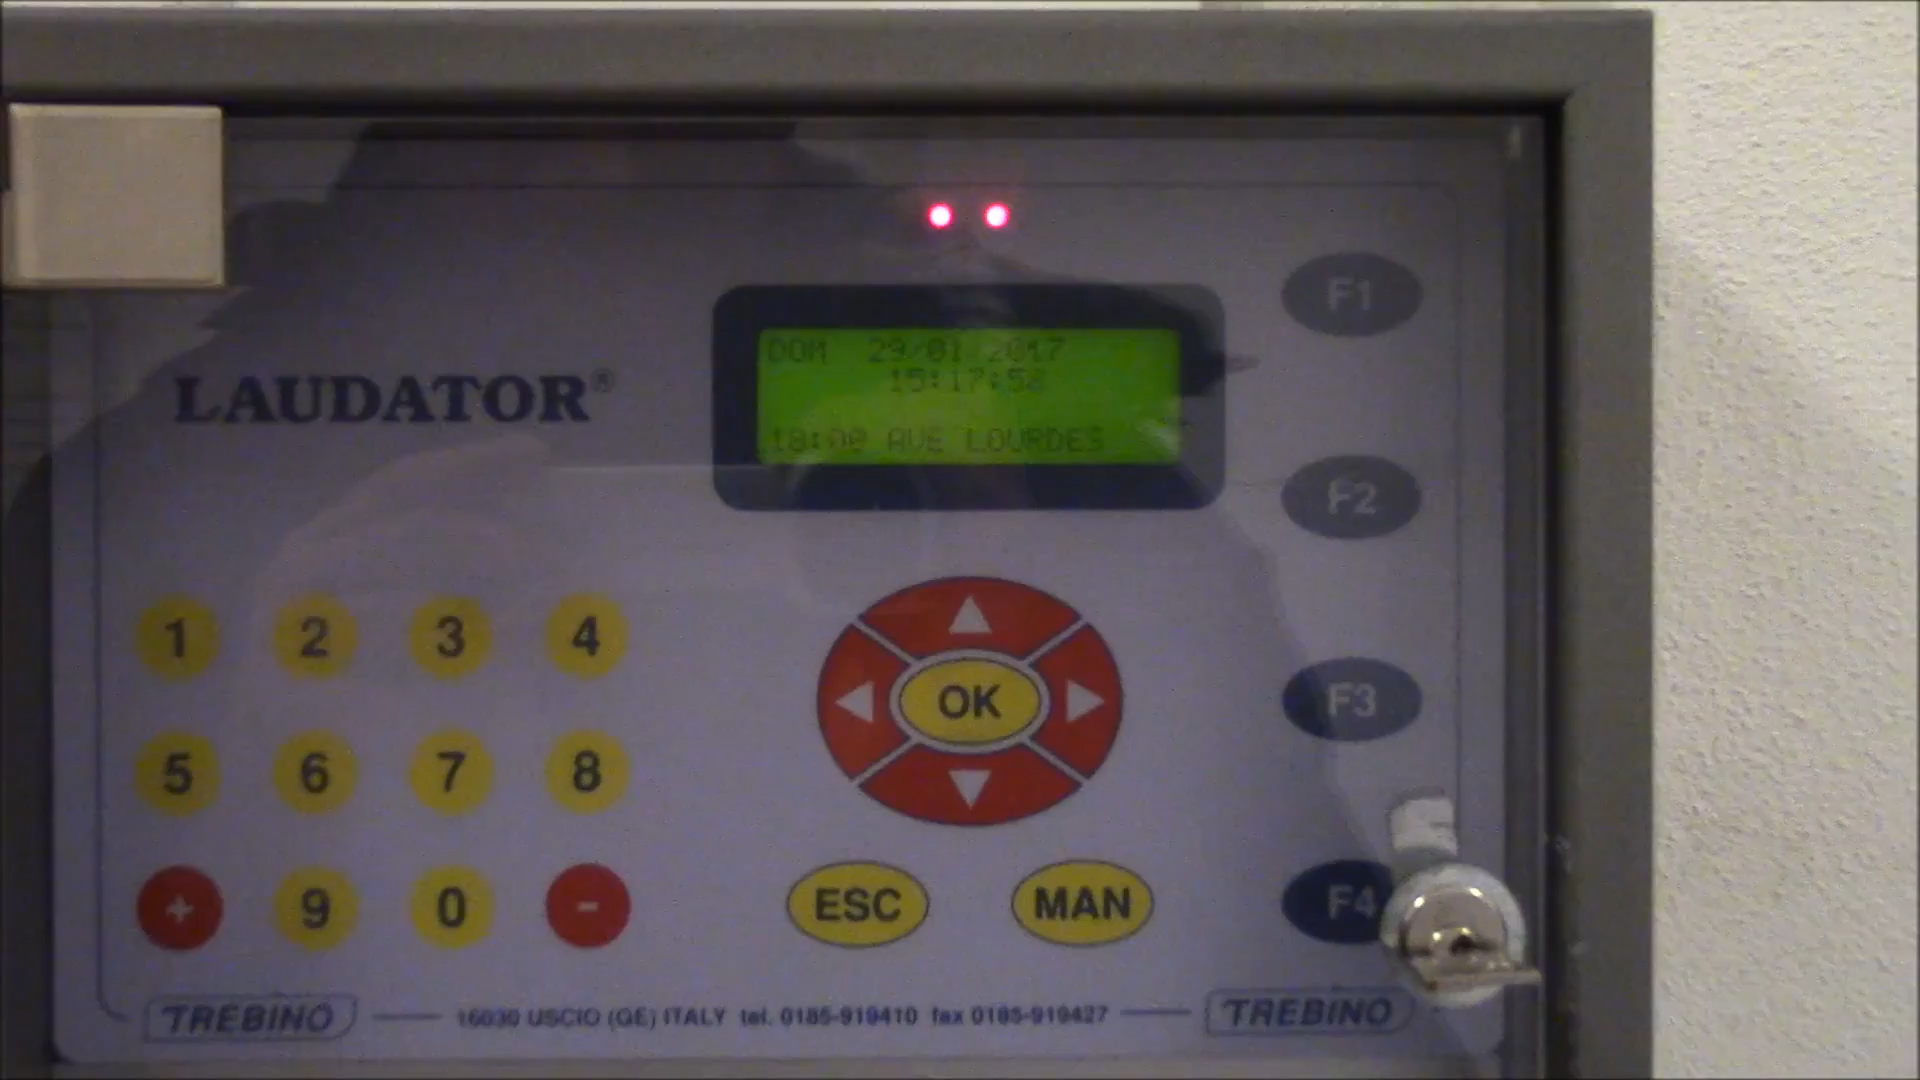 DOM 29/01/2017
15:17:58
18:00 AVE LOURDES
LAUDATOR®
F1
F2
F3
F4
1 2 3 4
5 6 7 8
+ 9 0 -
OK
ESC MAN
TREBINO 16030 USCIO (GE) ITALY tel. 0185-919410 fax 0185-919427 TREBINO